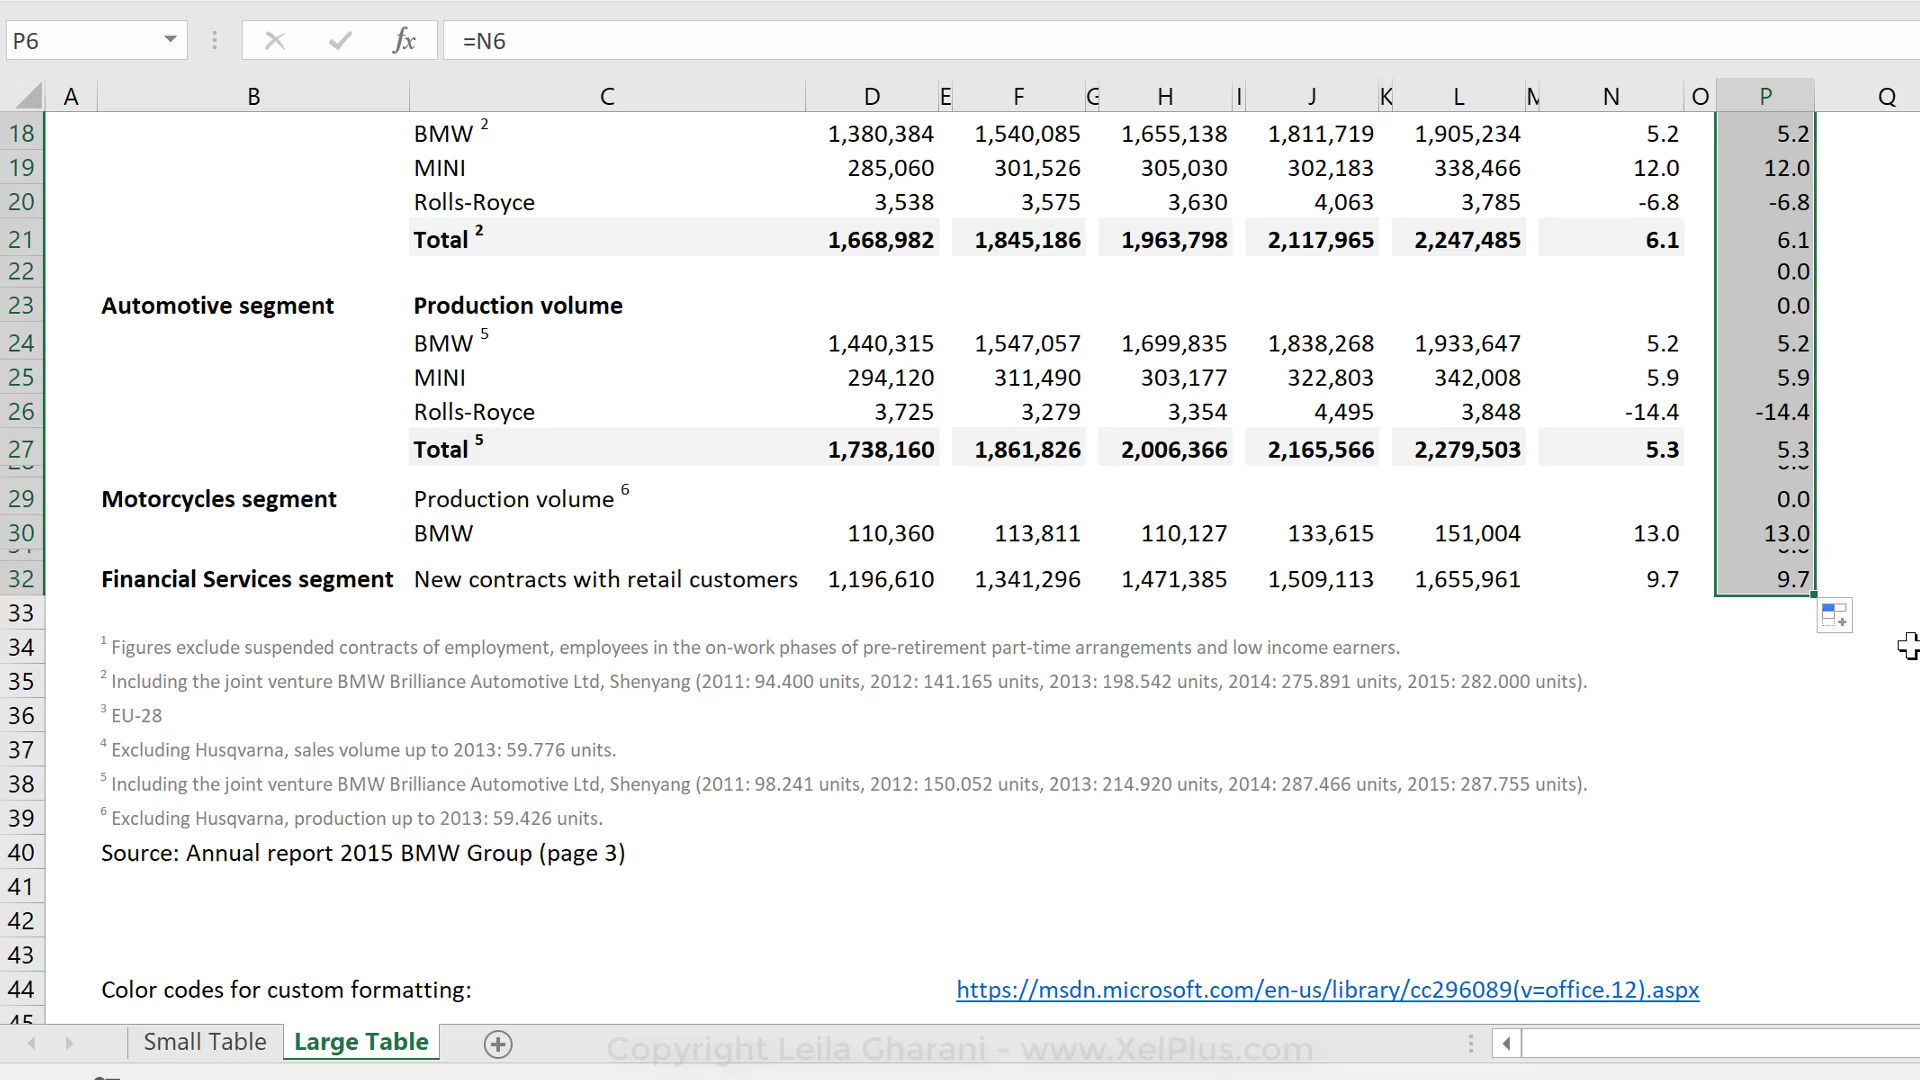 P6 fx =N6
A B C D E F G H I J K L M N O P Q
18 BMW 2 1,380,384 1,540,085 1,655,138 1,811,719 1,905,234 5.2 5.2
19 MINI 285,060 301,526 305,030 302,183 338,466 12.0 12.0
20 Rolls-Royce 3,538 3,575 3,630 4,063 3,785 -6.8 -6.8
21 Total 2 1,668,982 1,845,186 1,963,798 2,117,965 2,247,485 6.1 6.1
22 0.0
23 Automotive segment Production volume 0.0
24 BMW 5 1,440,315 1,547,057 1,699,835 1,838,268 1,933,647 5.2 5.2
25 MINI 294,120 311,490 303,177 322,803 342,008 5.9 5.9
26 Rolls-Royce 3,725 3,279 3,354 4,495 3,848 -14.4 -14.4
27 Total 5 1,738,160 1,861,826 2,006,366 2,165,566 2,279,503 5.3 5.3
29 Motorcycles segment Production volume 6 0.0
30 BMW 110,360 113,811 110,127 133,615 151,004 13.0 13.0
32 Financial Services segment New contracts with retail customers 1,196,610 1,341,296 1,471,385 1,509,113 1,655,961 9.7 9.7
33
34 1 Figures exclude suspended contracts of employment, employees in the on-work phases of pre-retirement part-time arrangements and low income earners.
35 2 Including the joint venture BMW Brilliance Automotive Ltd, Shenyang (2011: 94.400 units, 2012: 141.165 units, 2013: 198.542 units, 2014: 275.891 units, 2015: 282.000 units).
36 3 EU-28
37 4 Excluding Husqvarna, sales volume up to 2013: 59.776 units.
38 5 Including the joint venture BMW Brilliance Automotive Ltd, Shenyang (2011: 98.241 units, 2012: 150.052 units, 2013: 214.920 units, 2014: 287.466 units, 2015: 287.755 units).
39 6 Excluding Husqvarna, production up to 2013: 59.426 units.
40 Source: Annual report 2015 BMW Group (page 3)
41
42
43
44 Color codes for custom formatting: https://msdn.microsoft.com/en-us/library/cc296089(v=office.12).aspx
45
Small Table Large Table Copyright Leila Gharani - www.XelPlus.com